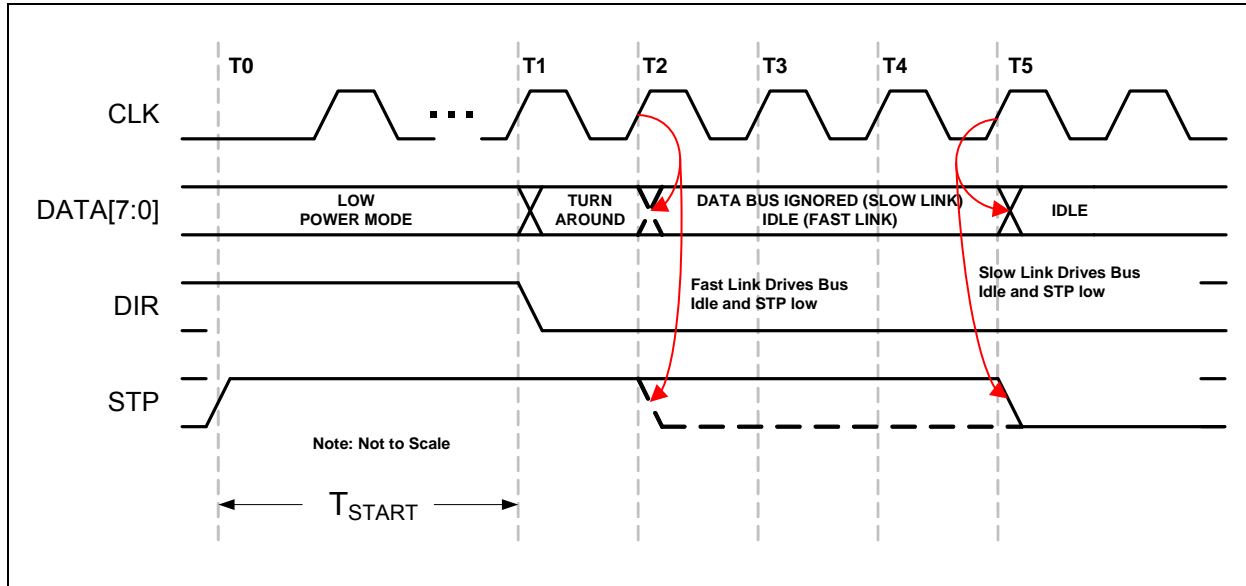 T0 T1 T2 T3 T4 T5
CLK
DATA[7:0]
LOW
POWER MODE
TURN
AROUND
DATA BUS IGNORED (SLOW LINK)
IDLE (FAST LINK)
IDLE
DIR
Fast Link Drives Bus
Idle and STP low
Slow Link Drives Bus
Idle and STP low
STP
Note: Not to Scale
TSTART